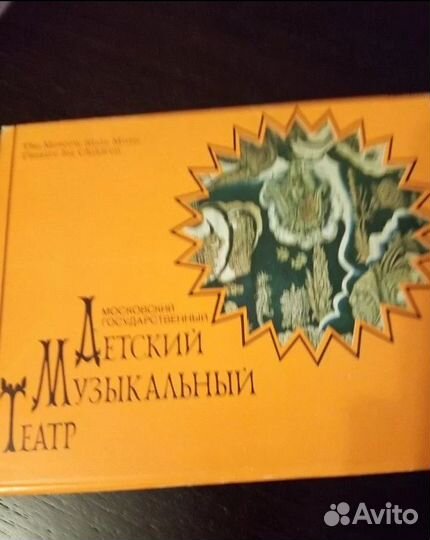 The Moscow State Music
Theatre for Children
МОСКОВСКИЙ
ГОСУДАРСТВЕННЫЙ
ДЕТСКИЙ
МУЗЫКАЛЬНЫЙ
ТЕАТР
Avito